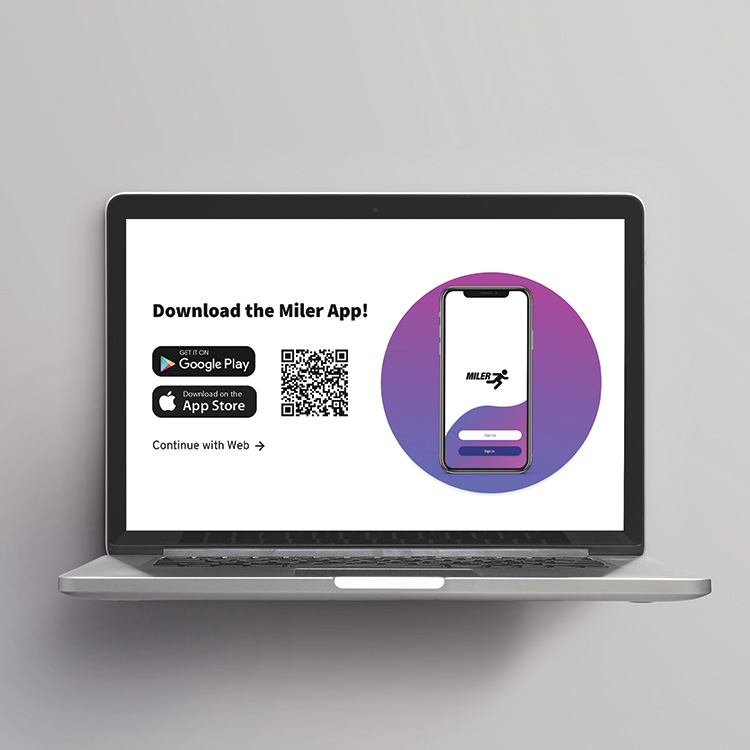 Download the Miler App!
GET IT ON
Google Play
Download on the
App Store
Continue with Web →
MILER
Sign up
Sign in